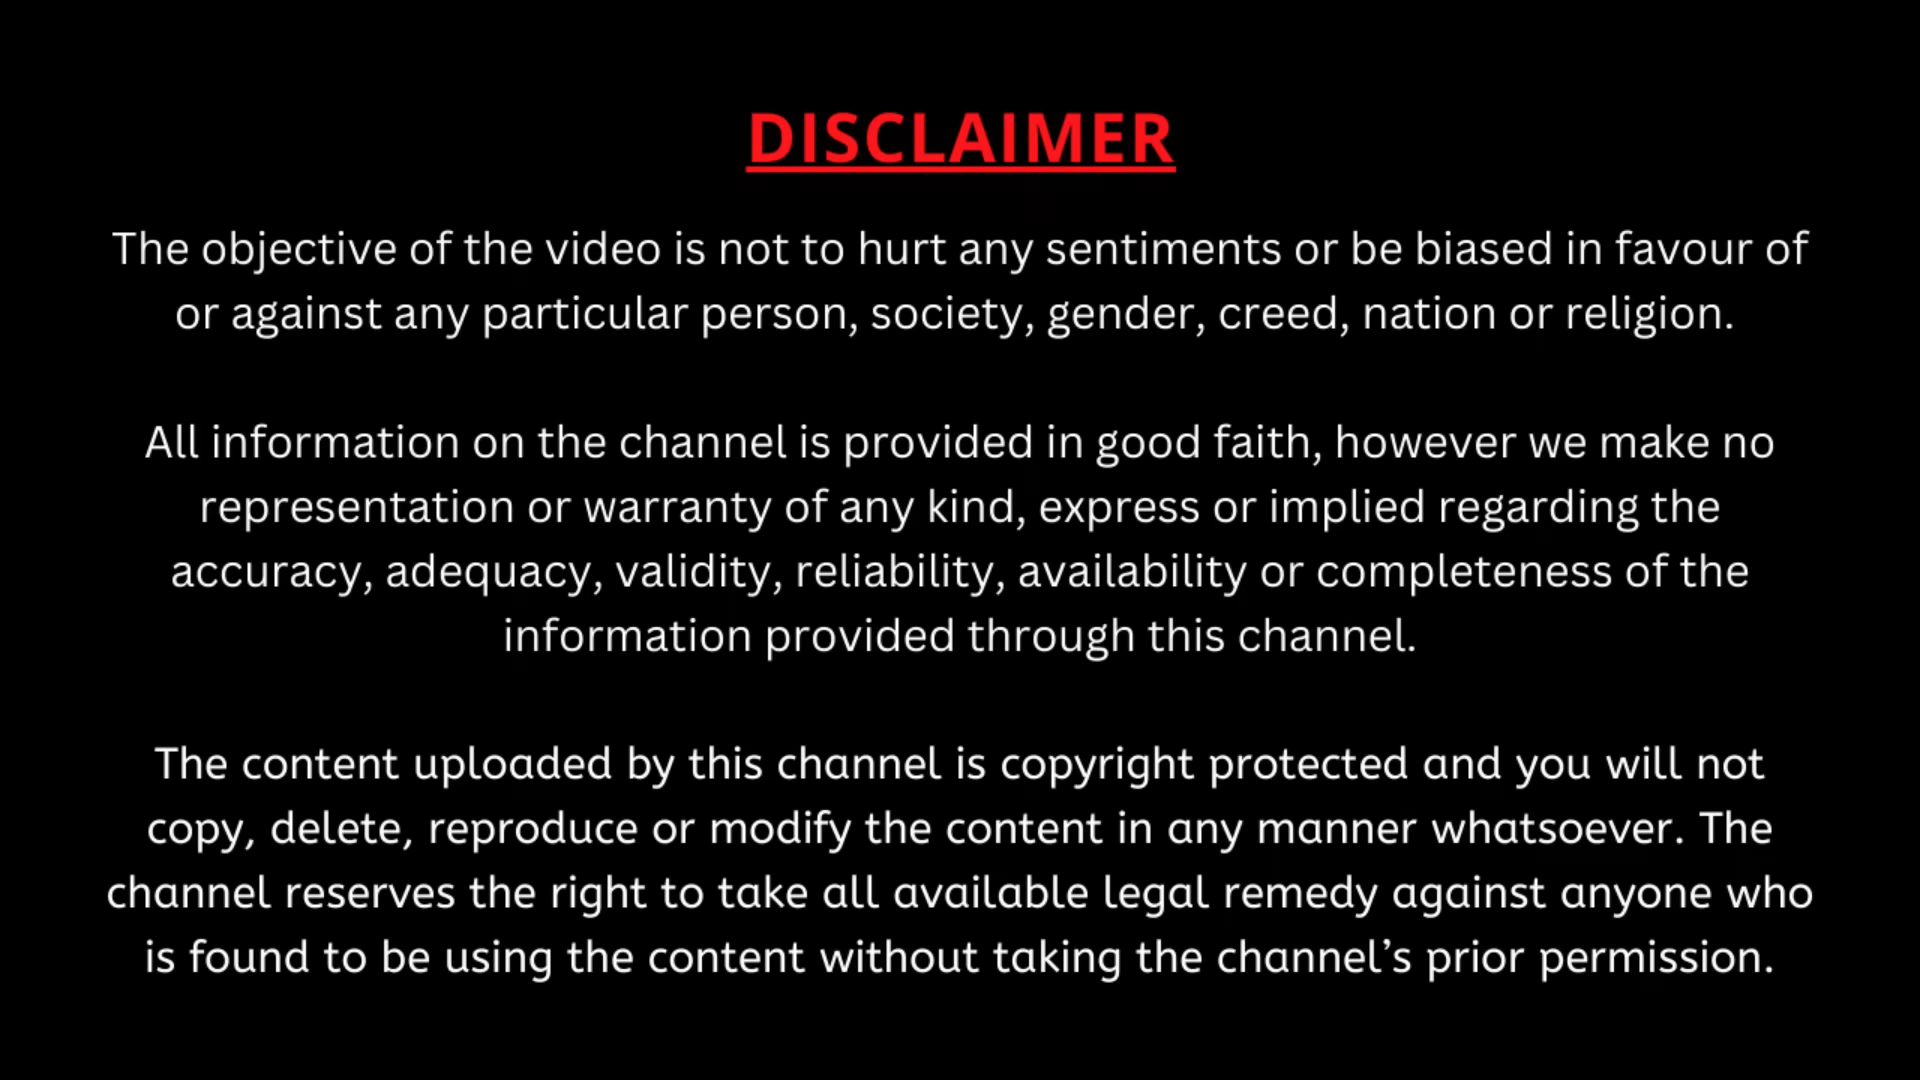 DISCLAIMER
The objective of the video is not to hurt any sentiments or be biased in favour of
or against any particular person, society, gender, creed, nation or religion.
All information on the channel is provided in good faith, however we make no
representation or warranty of any kind, express or implied regarding the
accuracy, adequacy, validity, reliability, availability or completeness of the
information provided through this channel.
The content uploaded by this channel is copyright protected and you will not
copy, delete, reproduce or modify the content in any manner whatsoever. The
channel reserves the right to take all available legal remedy against anyone who
is found to be using the content without taking the channel’s prior permission.